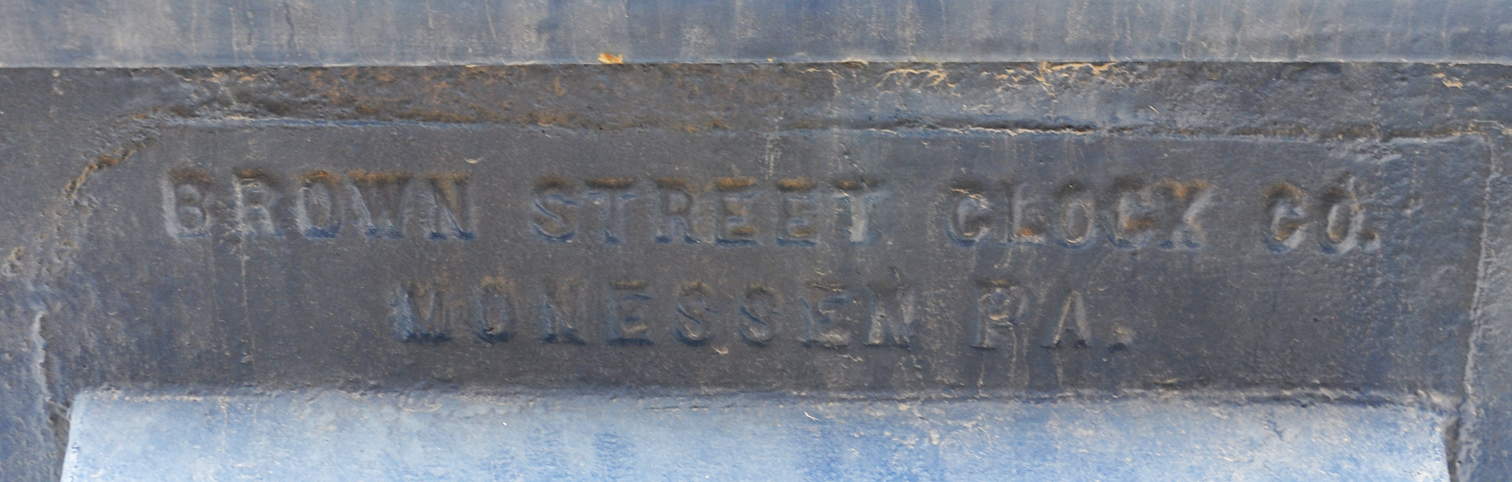 BROWN STREET CLOCK CO.
MONESSEN PA.